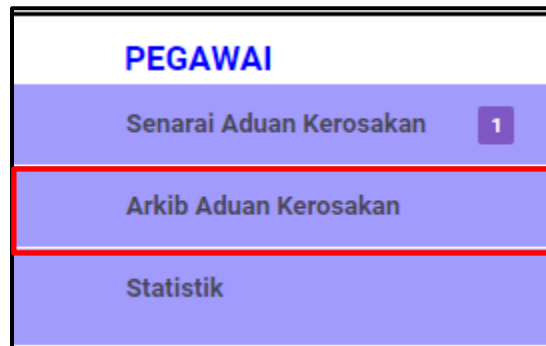 PEGAWAI
Senarai Aduan Kerosakan 1
Arkib Aduan Kerosakan
Statistik